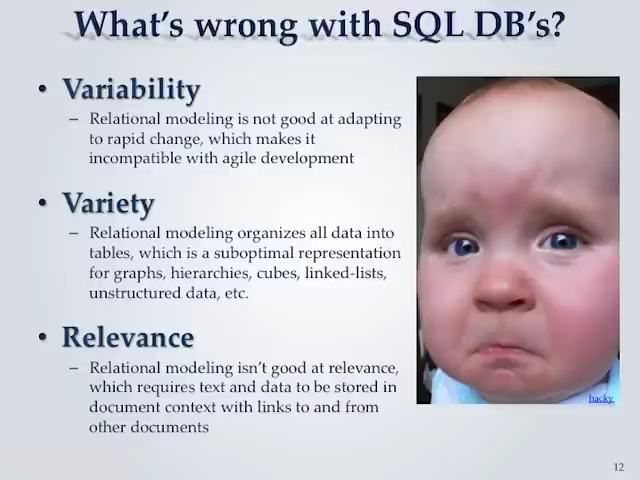 What's wrong with SQL DB's?
• Variability
– Relational modeling is not good at adapting
to rapid change, which makes it
incompatible with agile development
• Variety
– Relational modeling organizes all data into
tables, which is a suboptimal representation
for graphs, hierarchies, cubes, linked-lists,
unstructured data, etc.
• Relevance
– Relational modeling isn't good at relevance,
which requires text and data to be stored in
document context with links to and from
other documents
hacky
12